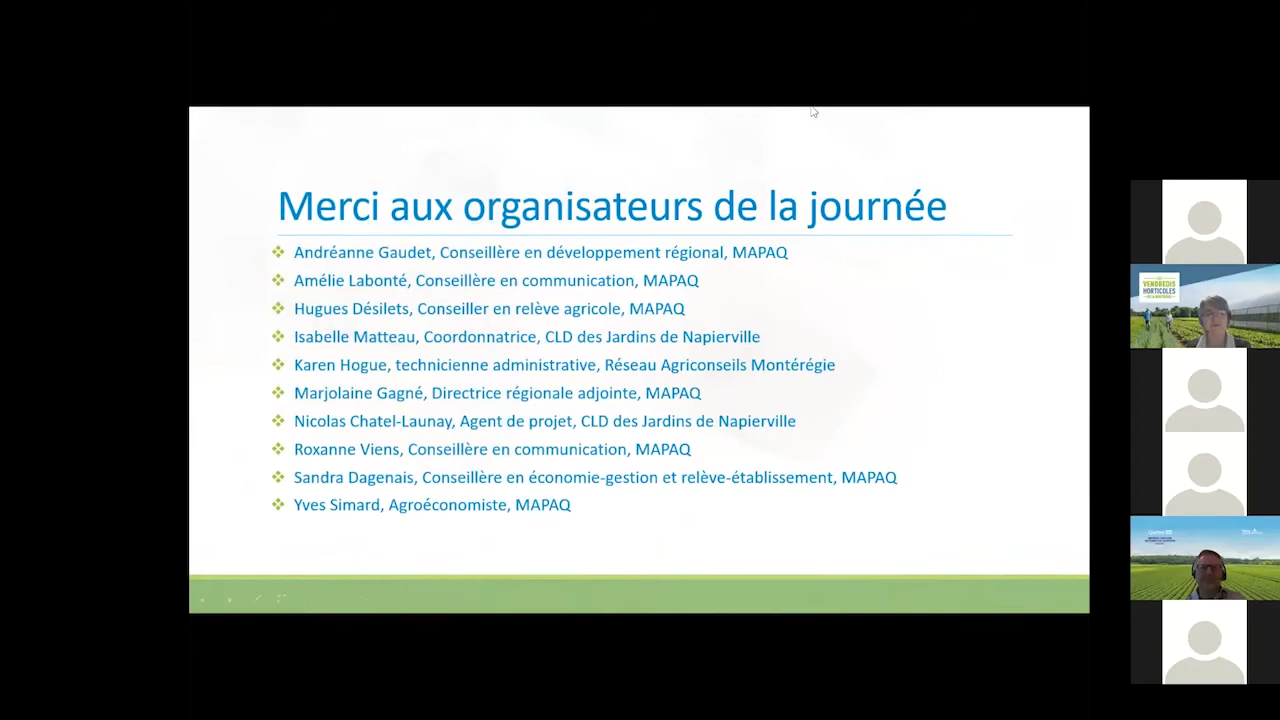 Merci aux organisateurs de la journée
Andréanne Gaudet, Conseillère en développement régional, MAPAQ
Amélie Labonté, Conseillère en communication, MAPAQ
Hugues Désilets, Conseiller en relève agricole, MAPAQ
Isabelle Matteau, Coordonnatrice, CLD des Jardins de Napierville
Karen Hogue, technicienne administrative, Réseau Agriconseils Montérégie
Marjolaine Gagné, Directrice régionale adjointe, MAPAQ
Nicolas Chatel-Launay, Agent de projet, CLD des Jardins de Napierville
Roxanne Viens, Conseillère en communication, MAPAQ
Sandra Dagenais, Conseillère en économie-gestion et relève-établissement, MAPAQ
Yves Simard, Agroéconomiste, MAPAQ
VENDREDIS
HORTICOLES
Québec